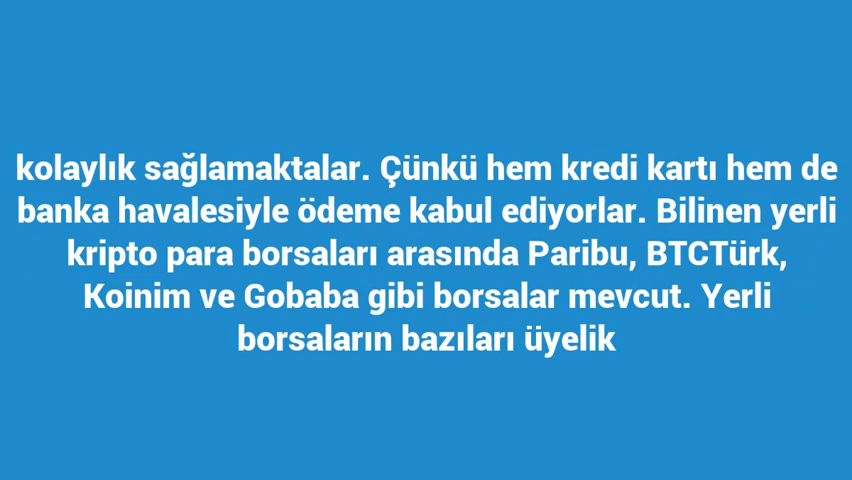 kolaylık sağlamaktalar. Çünkü hem kredi kartı hem de
banka havalesiyle ödeme kabul ediyorlar. Bilinen yerli
kripto para borsaları arasında Paribu, BTCTürk,
Koinim ve Gobaba gibi borsalar mevcut. Yerli
borsaların bazıları üyelik